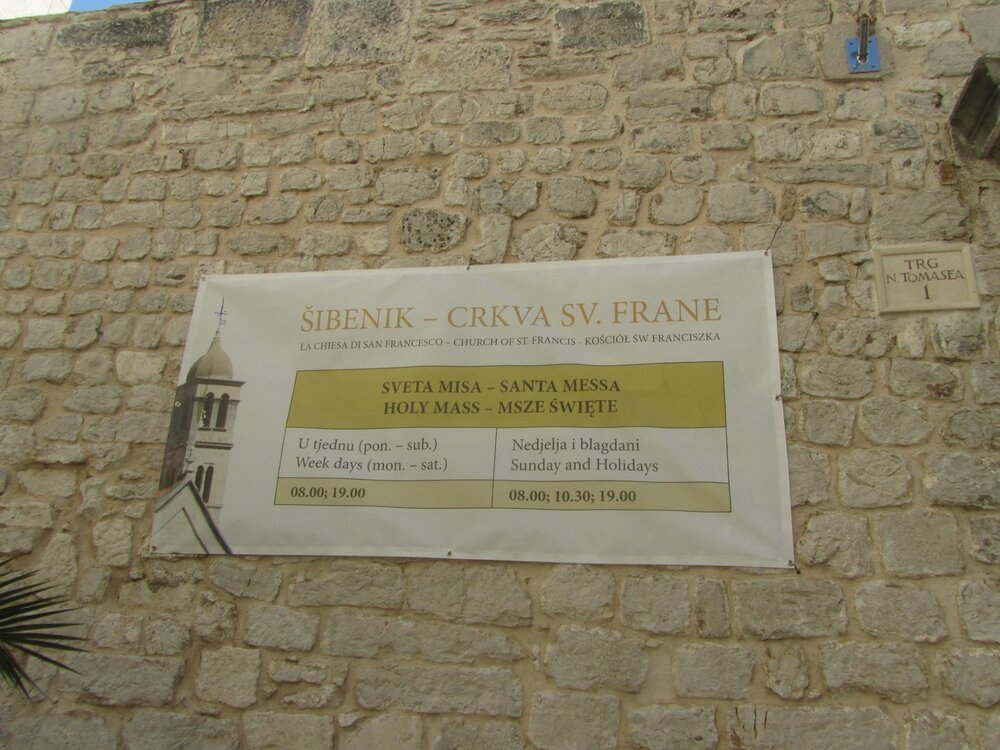 ŠIBENIK – CRKVA SV. FRANE
LA CHIESA DI SAN FRANCESCO – CHURCH OF ST. FRANCIS - KOŚCIÓŁ ŚW FRANCISZKA
SVETA MISA – SANTA MESSA
HOLY MASS – MSZE ŚWIĘTE
U tjednu (pon. – sub.)
Week days (mon. – sat.)
08.00; 19.00
Nedjelja i blagdani
Sunday and Holidays
08.00; 10.30; 19.00
TRG
N. TOMASEA
1